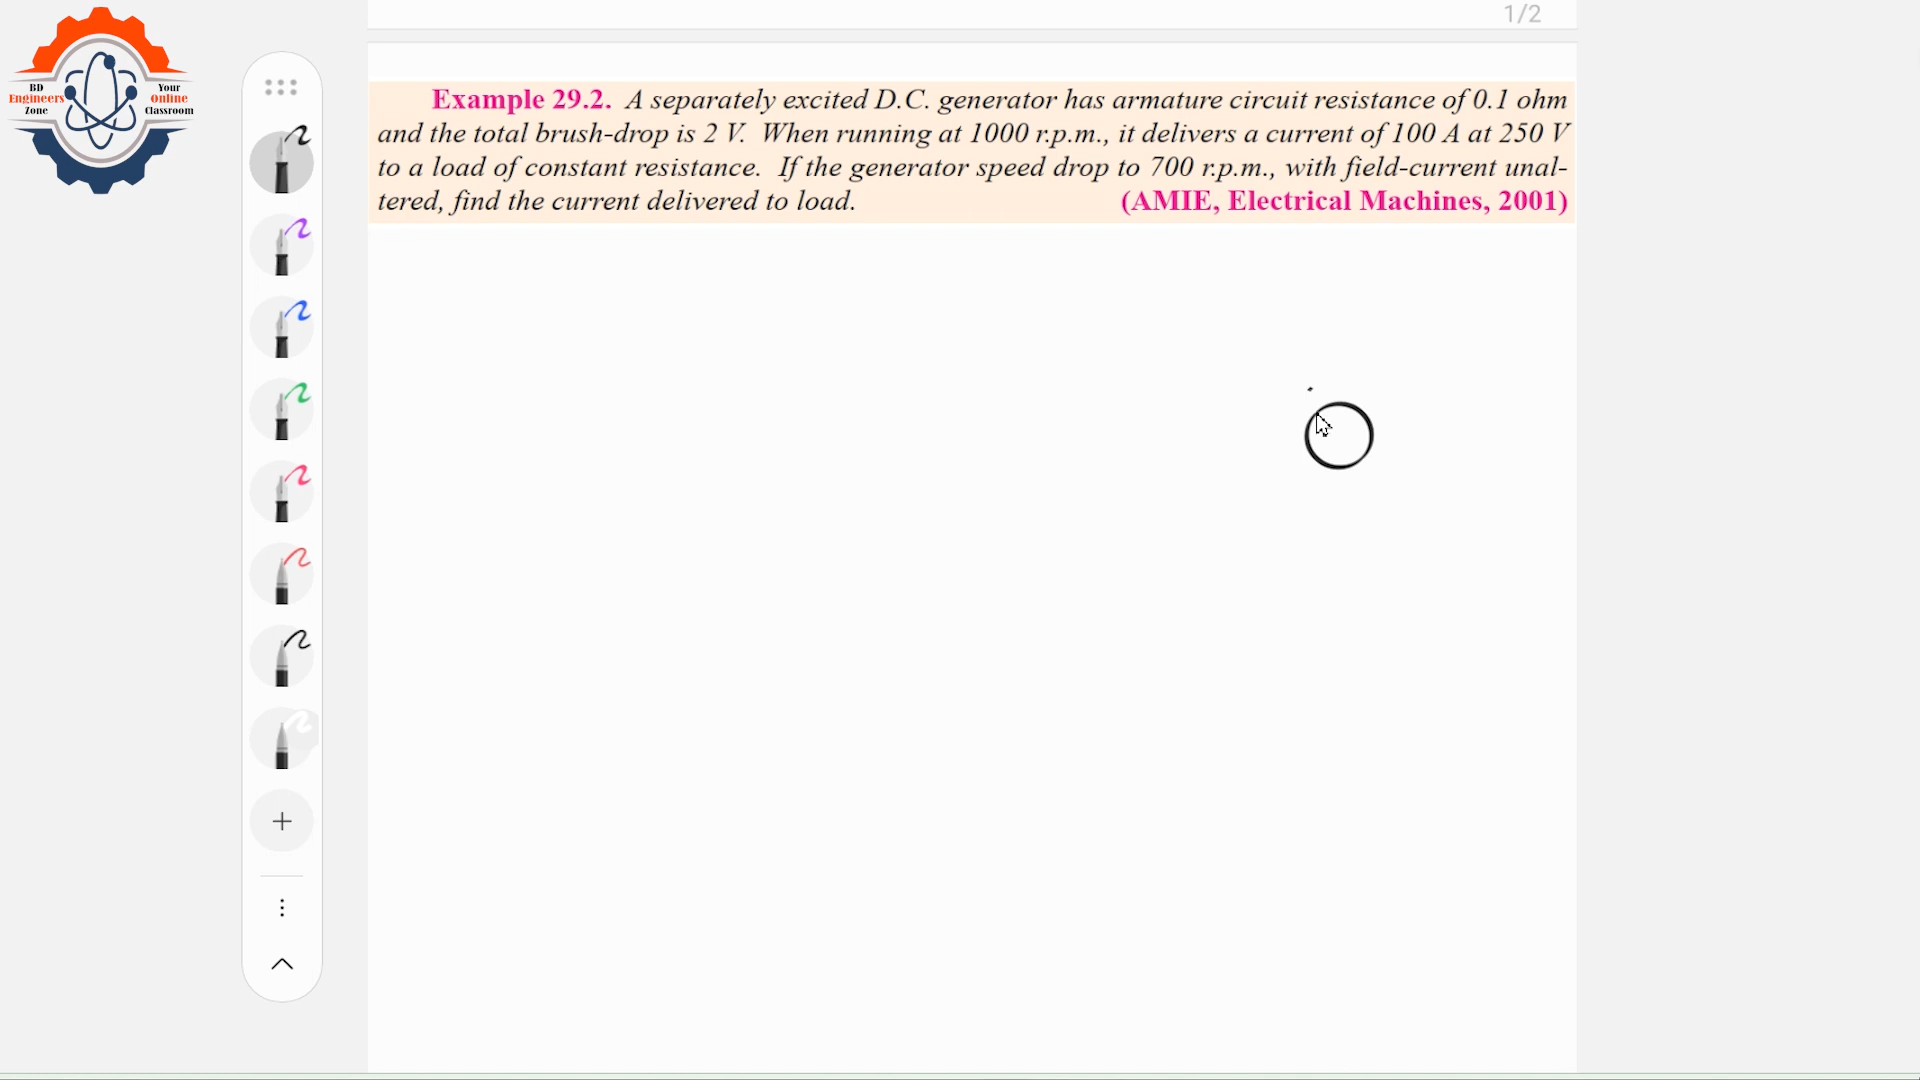 1/2
BD
Engineers
Zone
Your
Online
Classroom
Example 29.2. A separately excited D.C. generator has armature circuit resistance of 0.1 ohm
and the total brush-drop is 2 V. When running at 1000 r.p.m., it delivers a current of 100 A at 250 V
to a load of constant resistance. If the generator speed drop to 700 r.p.m., with field-current unal-
tered, find the current delivered to load. (AMIE, Electrical Machines, 2001)